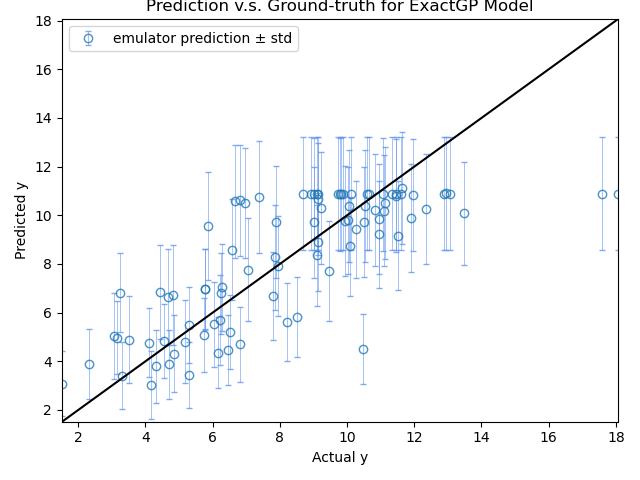 Prediction v.s. Ground-truth for ExactGP Model
emulator prediction ± std
Predicted y
18
16
14
12
10
8
6
4
2
2 4 6 8 10 12 14 16 18
Actual y